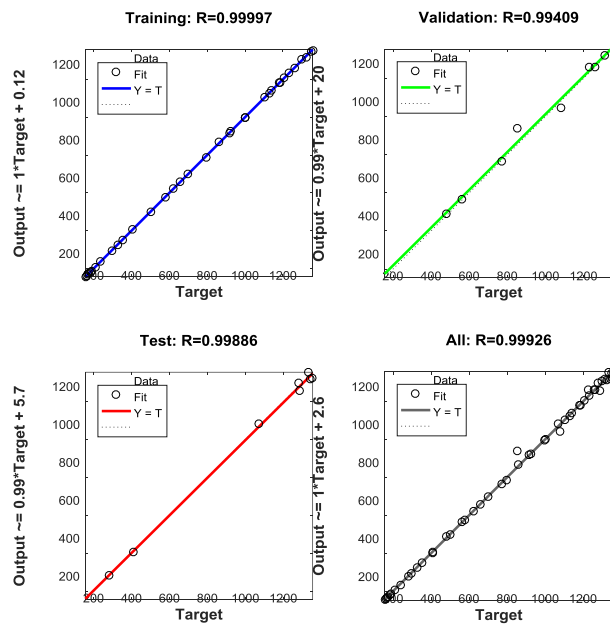 Training: R=0.99997
Output ~= 1*Target + 0.12
1200
1000
800
600
400
200
Data
Fit
Y = T
200 400 600 800 1000 1200
Target
Validation: R=0.99409
Output ~= 0.99*Target + 20
1200
1000
800
600
400
200
Data
Fit
Y = T
200 400 600 800 1000 1200
Target
Test: R=0.99886
Output ~= 0.99*Target + 5.7
1200
1000
800
600
400
200
Data
Fit
Y = T
200 400 600 800 1000 1200
Target
All: R=0.99926
Output ~= 1*Target + 2.6
1200
1000
800
600
400
200
Data
Fit
Y = T
200 400 600 800 1000 1200
Target